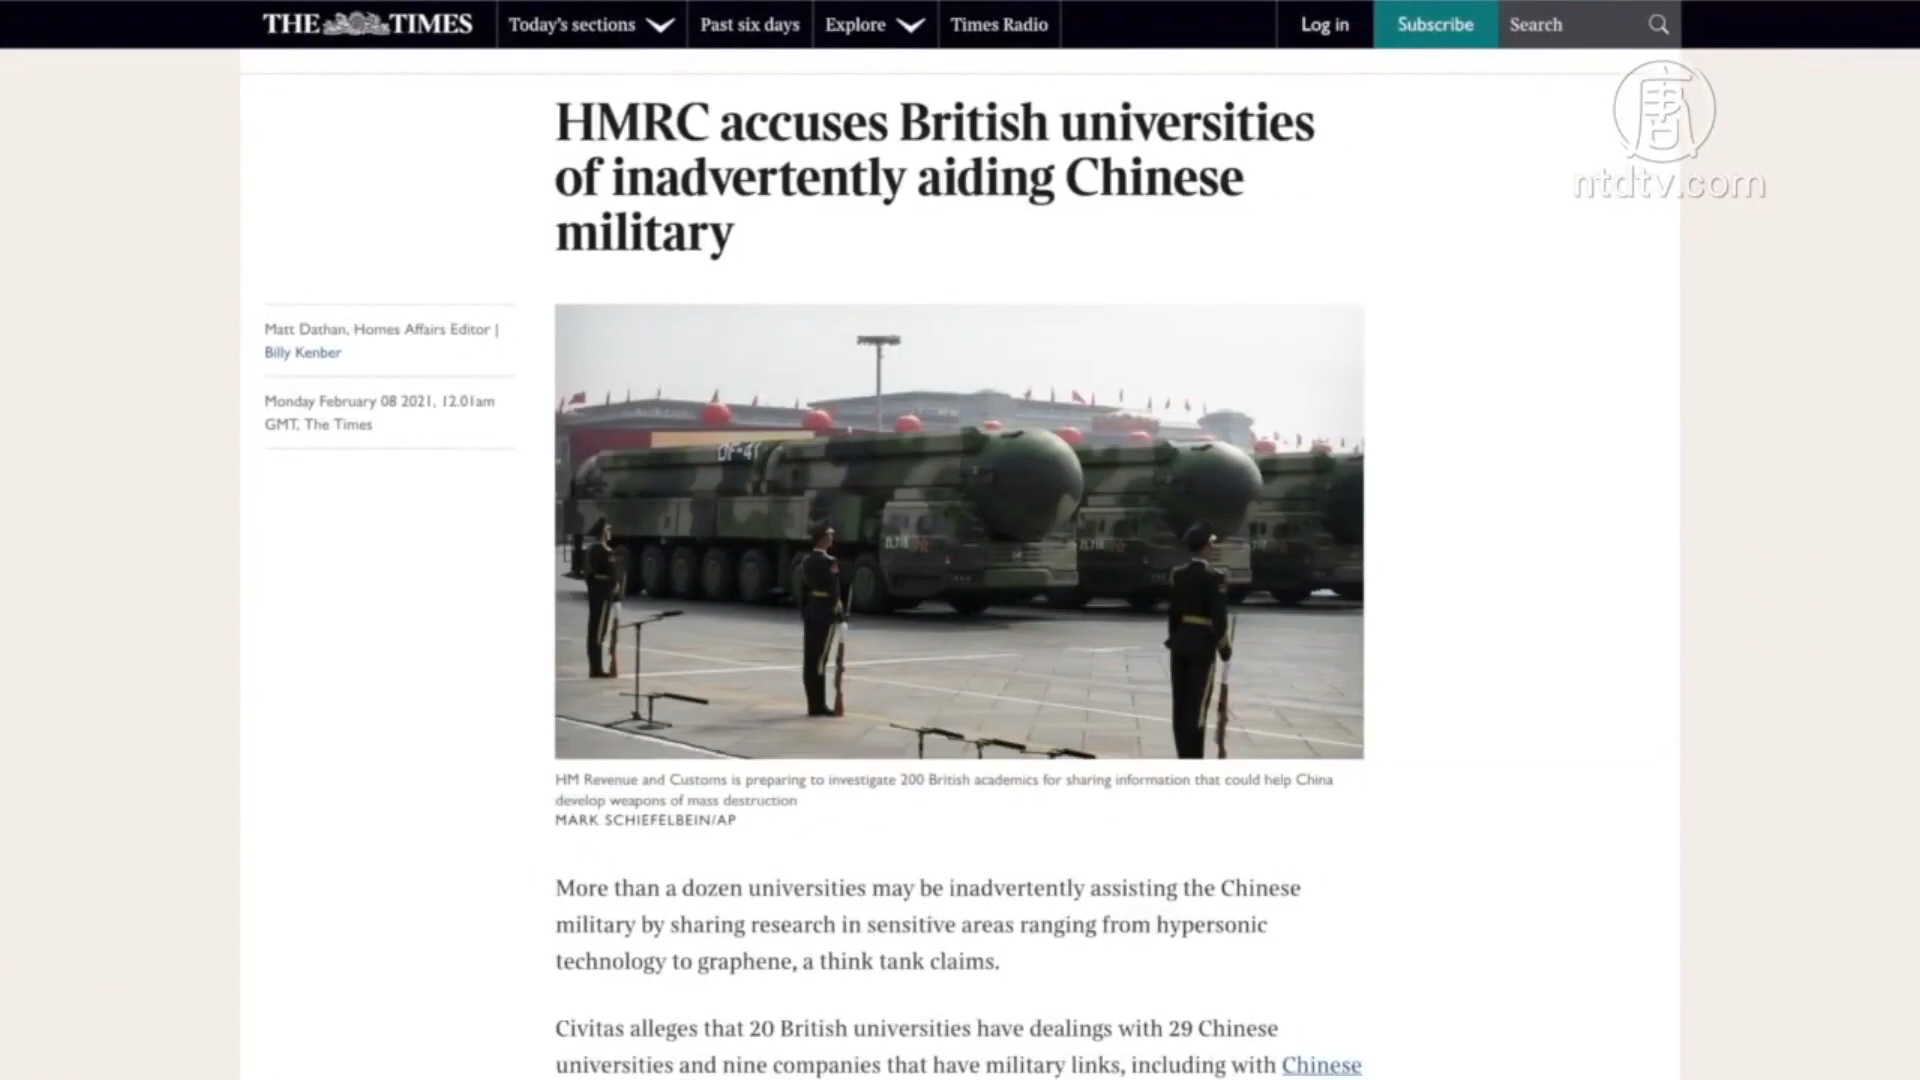 THE TIMES
Today's sections
Past six days
Explore
Times Radio
Log in
Subscribe
Search
唐
ntdtv.com
HMRC accuses British universities
of inadvertently aiding Chinese
military
Matt Dathan, Homes Affairs Editor |
Billy Kenber
Monday February 08 2021, 12.01am
GMT, The Times
DF-41
HM Revenue and Customs is preparing to investigate 200 British academics for sharing information that could help China
develop weapons of mass destruction
MARK SCHIEFELBEIN/AP
More than a dozen universities may be inadvertently assisting the Chinese
military by sharing research in sensitive areas ranging from hypersonic
technology to graphene, a think tank claims.
Civitas alleges that 20 British universities have dealings with 29 Chinese
universities and nine companies that have military links, including with Chinese